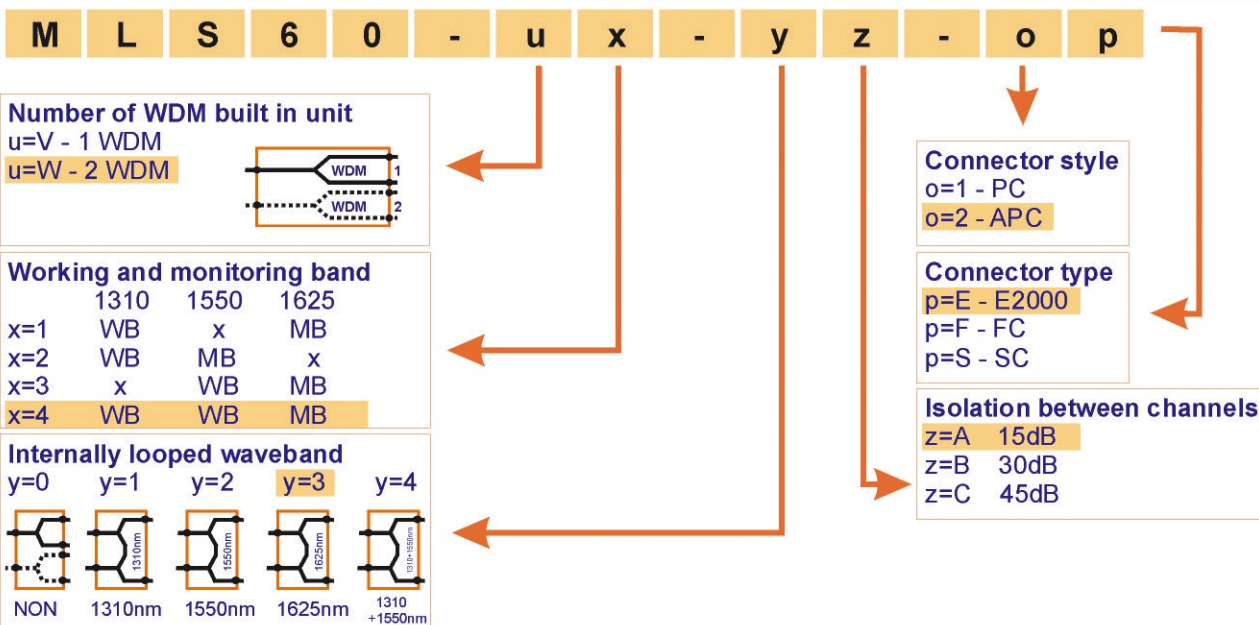 M L S 6 0 - u x - y z - o p
Number of WDM built in unit
u=V - 1 WDM
u=W - 2 WDM
WDM 1
WDM 2
Working and monitoring band
1310 1550 1625
x=1 WB x MB
x=2 WB MB x
x=3 x WB MB
x=4 WB WB MB
Internally looped waveband
y=0 y=1 y=2 y=3 y=4
1310nm 1550nm 1625nm 1310+1550nm
NON 1310nm 1550nm 1625nm 1310
+1550nm
Connector style
o=1 - PC
o=2 - APC
Connector type
p=E - E2000
p=F - FC
p=S - SC
Isolation between channels
z=A 15dB
z=B 30dB
z=C 45dB